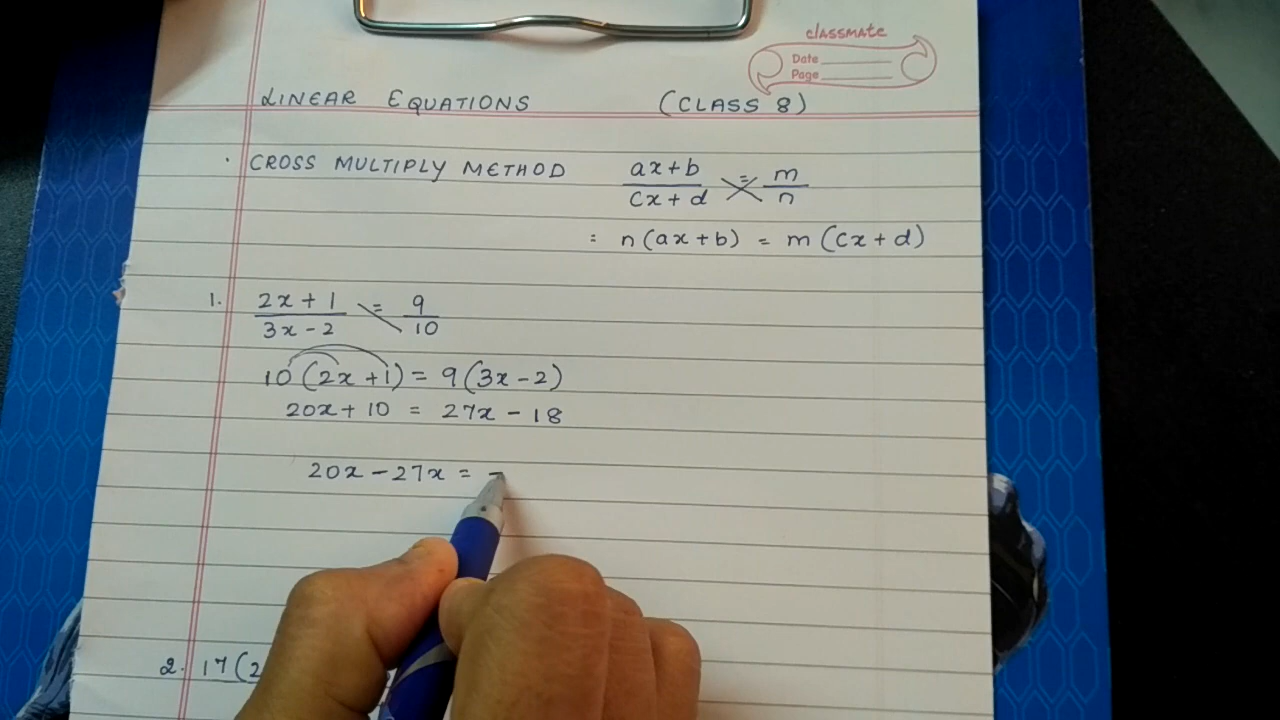 classmate
Date
Page
LINEAR EQUATIONS (CLASS 8)
· CROSS MULTIPLY METHOD ax+b/cx+d = m/n
= n(ax+b) = m(cx+d)
1. 2x+1/3x-2 = 9/10
10(2x+1) = 9(3x-2)
20x+10 = 27x-18
20x-27x = -
2. 17(2